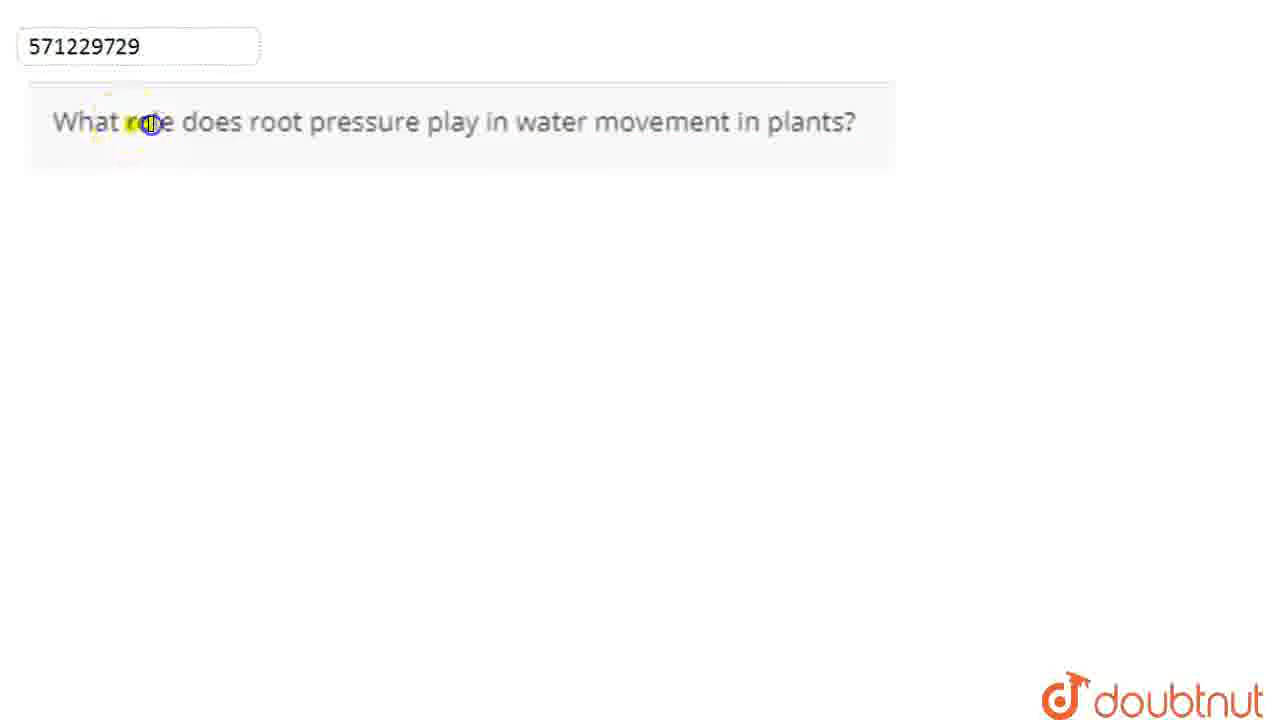 571229729
What role does root pressure play in water movement in plants?
doubtnut